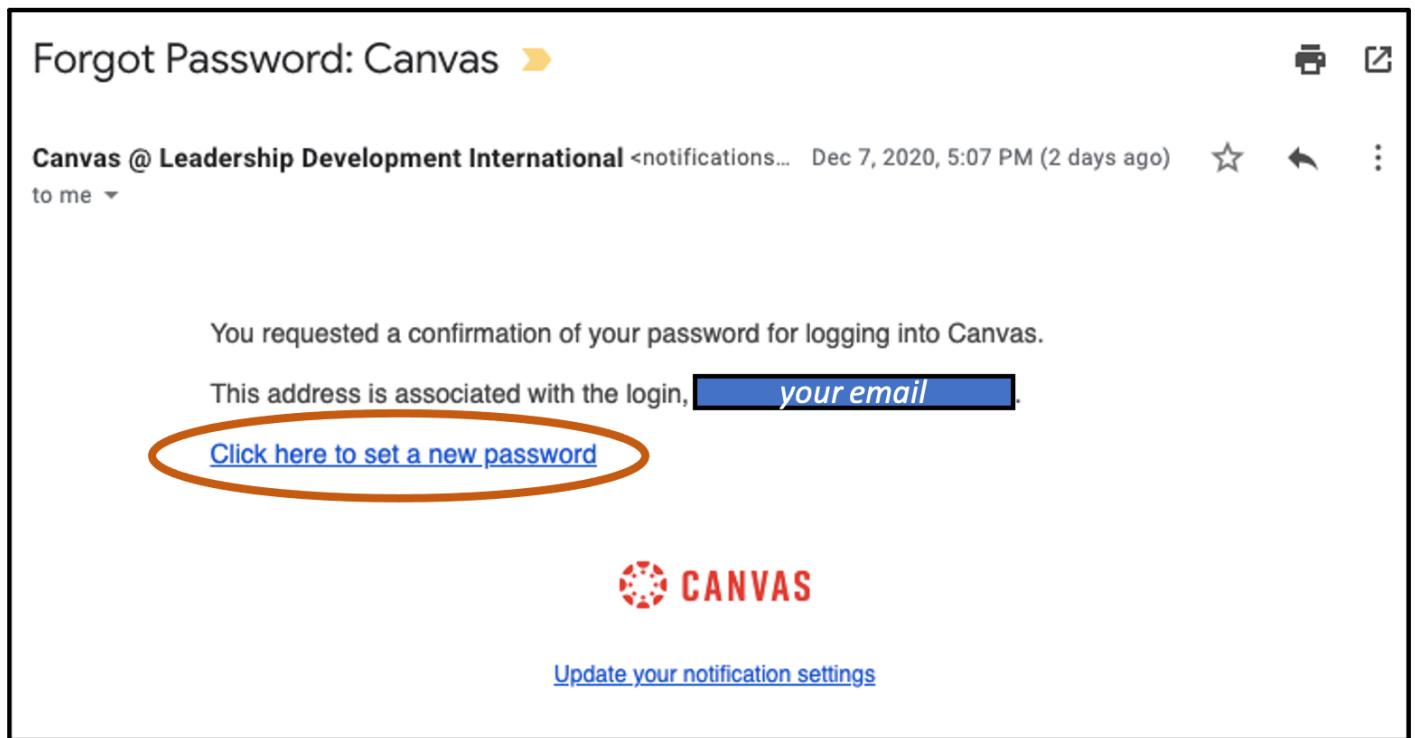 Forgot Password: Canvas
Canvas @ Leadership Development International <notifications... Dec 7, 2020, 5:07 PM (2 days ago)
to me
You requested a confirmation of your password for logging into Canvas.
This address is associated with the login, your email.
Click here to set a new password
CANVAS
Update your notification settings